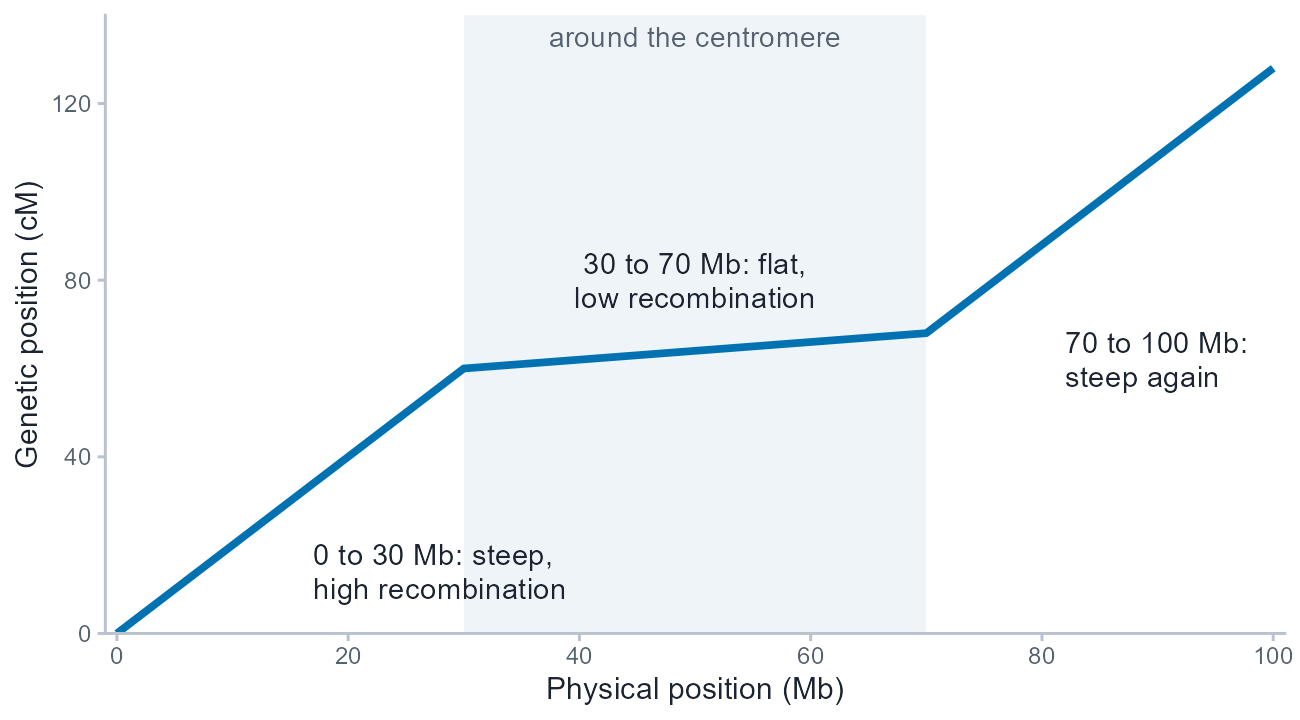 around the centromere
120
80
40
0
Genetic position (cM)
30 to 70 Mb: flat,
low recombination
70 to 100 Mb:
steep again
0 to 30 Mb: steep,
high recombination
0
20
40
60
80
100
Physical position (Mb)